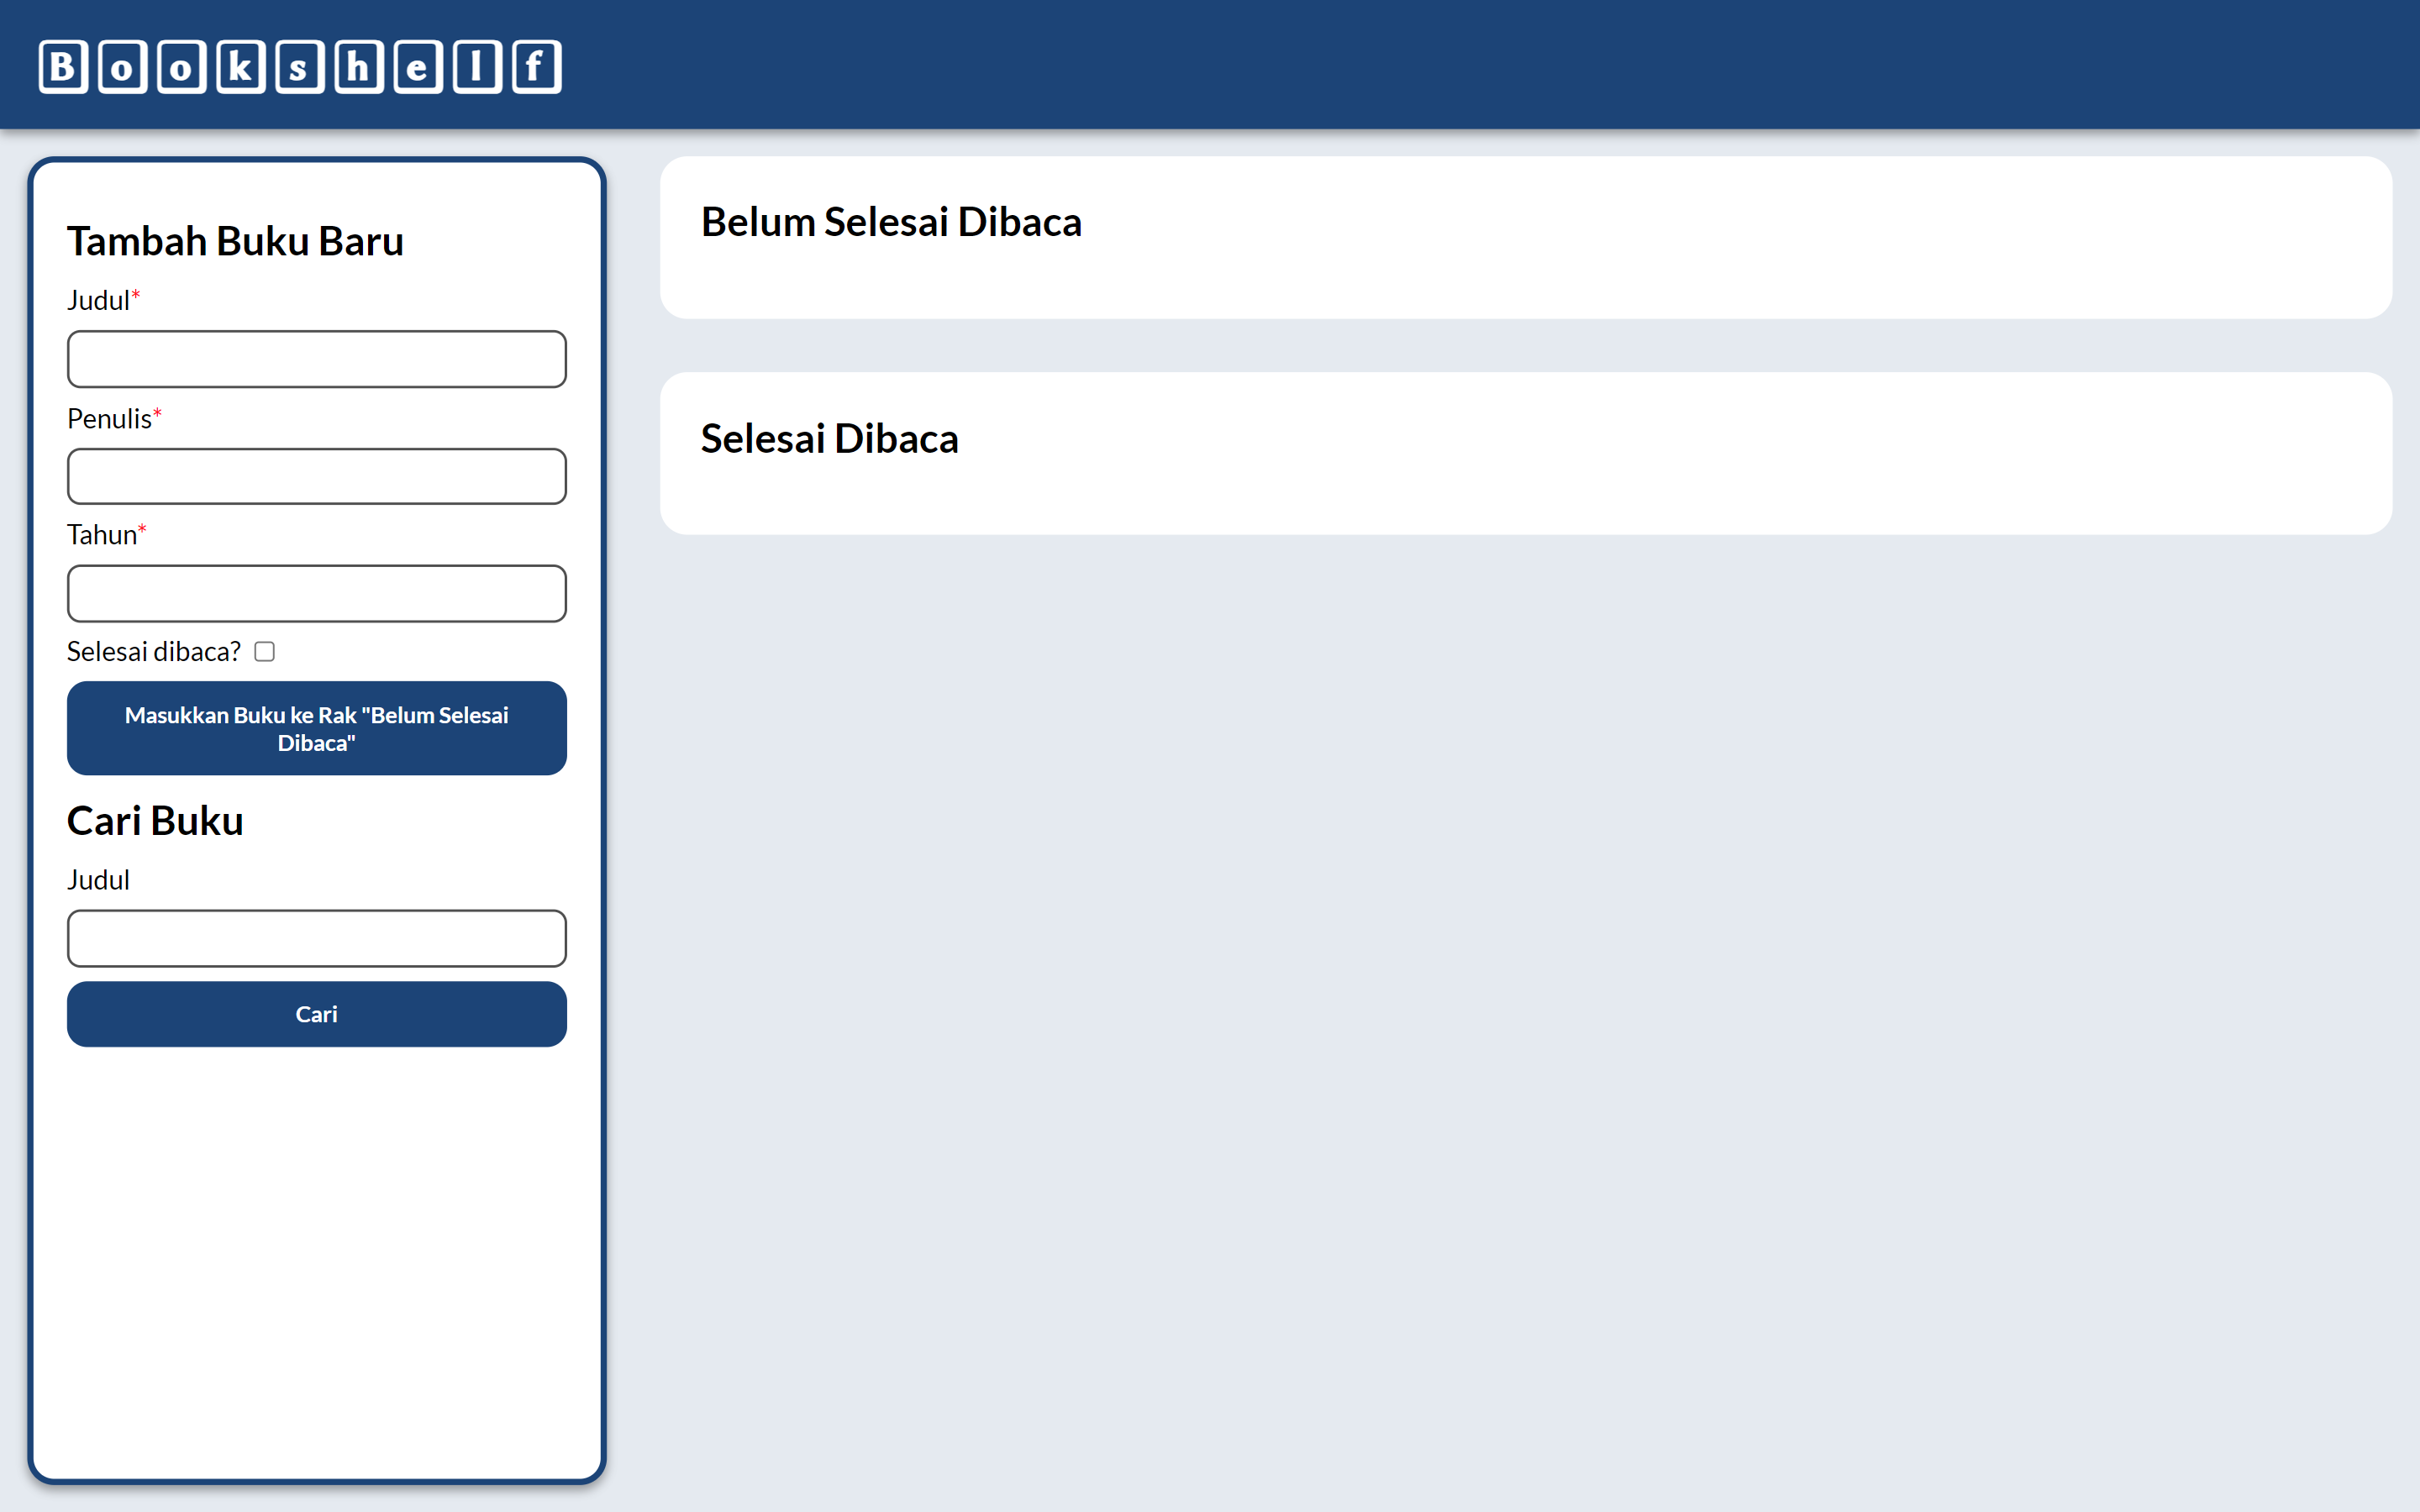 Bookshelf
Tambah Buku Baru
Judul*
Penulis*
Tahun*
Selesai dibaca?
Masukkan Buku ke Rak "Belum Selesai
Dibaca"
Cari Buku
Judul
Cari
Belum Selesai Dibaca
Selesai Dibaca